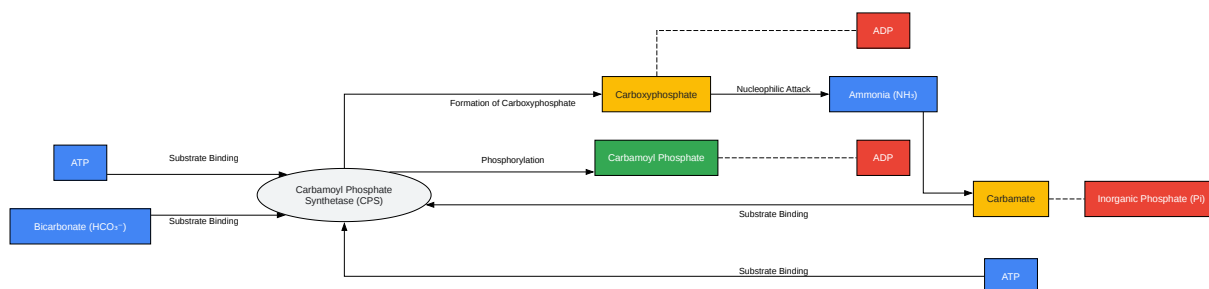 ADP
Carboxyphosphate
Nucleophilic Attack
Ammonia (NH₃)
Formation of Carboxyphosphate
ATP
Substrate Binding
Phosphorylation
Carbamoyl Phosphate
ADP
Carbamoyl Phosphate
Synthetase (CPS)
Carbamate
Inorganic Phosphate (Pi)
Bicarbonate (HCO₃⁻)
Substrate Binding
Substrate Binding
Substrate Binding
ATP